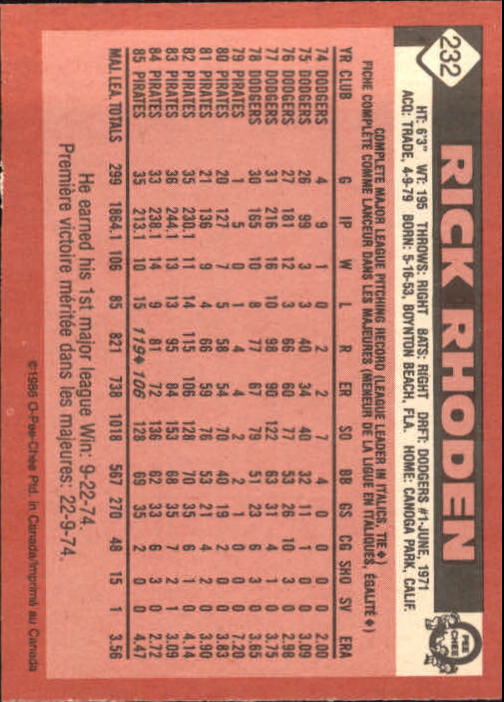 232
RICK RHODEN
HT: 6'3" WT: 195 THROWS: RIGHT BATS: RIGHT DRFT: DODGERS #1-JUNE, 1971
ACQ: TRADE, 4-9-79 BORN: 5-16-53, BOYNTON BEACH, FLA. HOME: CANOGA PARK, CALIF.
O PEE CHEE
COMPLETE MAJOR LEAGUE PITCHING RECORD (LEAGUE LEADER IN ITALICS, TIE ♦)
FICHE COMPLÈTE COMME LANCEUR DANS LES MAJEURES (MENEUR DE LA LIGUE EN ITALIQUES, ÉGALITÉ ♦)
YR CLUB G IP W L R ER SO BB GS CG SHO SV ERA
74 DODGERS 4 9 1 0 2 2 7 4 0 0 0 0 2.00
75 DODGERS 26 99 3 3 40 34 40 32 11 1 0 0 3.09
76 DODGERS 27 181 12 3 66 60 77 53 26 10 3 0 2.98
77 DODGERS 31 216 16 10 98 90 122 63 31 4 1 0 3.75
78 DODGERS 30 165 10 8 77 67 79 51 23 6 3 0 3.65
79 PIRATES 1 5 0 1 4 4 2 2 1 0 0 0 7.20
80 PIRATES 20 127 7 5 58 54 70 40 19 2 0 0 3.83
81 PIRATES 21 136 9 4 66 59 76 53 21 4 2 0 3.90
82 PIRATES 35 230.1 11 14 115 106 128 70 35 6 1 0 4.14
83 PIRATES 36 244.1 13 13 95 84 153 68 35 7 2 1 3.09
84 PIRATES 33 238.1 14 9 81 72 136 62 33 6 3 0 2.72
85 PIRATES 35 213.1 10 15 119♦ 106 128 69 35 2 0 0 4.47
MAJ. LEA. TOTALS 299 1864.1 106 85 821 738 1018 567 270 48 15 1 3.56
He earned his 1st major league Win: 9-22-74.
Première victoire méritée dans les majeures: 22-9-74.
©1986 O-Pee-Chee Ptd. in Canada/Imprimé au Canada